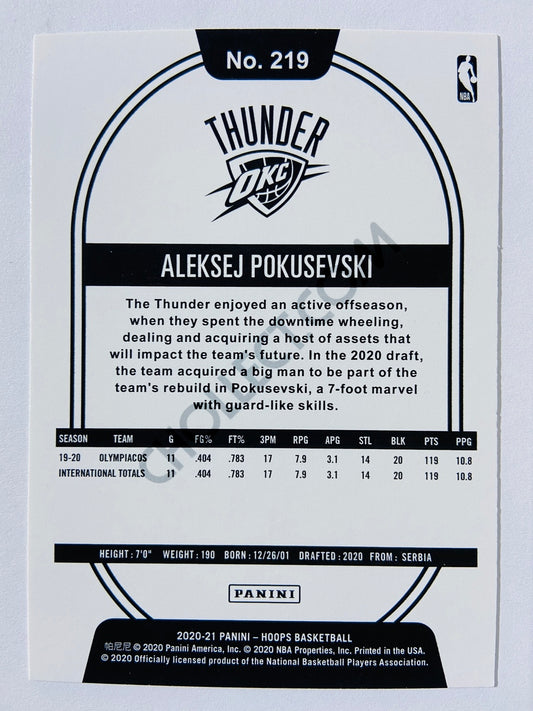 No. 219
NBA
THUNDER
OKC
ALEKSEJ POKUSEVSKI
The Thunder enjoyed an active offseason,
when they spent the downtime wheeling,
dealing and acquiring a host of assets that
will impact the team's future. In the 2020 draft,
the team acquired a big man to be part of the
team's rebuild in Pokusevski, a 7-foot marvel
with guard-like skills.
SEASON TEAM G FG% FT% 3PM RPG APG STL BLK PTS PPG
19-20 OLYMPIACOS 11 .404 .783 17 7.9 3.1 14 20 119 10.8
INTERNATIONAL TOTALS 11 .404 .783 17 7.9 3.1 14 20 119 10.8
HEIGHT: 7'0" WEIGHT: 190 BORN: 12/26/01 DRAFTED: 2020 FROM: SERBIA
PANINI
2020-21 PANINI – HOOPS BASKETBALL
帕尼尼 © 2020 Panini America, Inc. © 2020 NBA Properties, Inc. Printed in the USA.
© 2020 Officially licensed product of the National Basketball Players Association.
CHOLLECT.COM